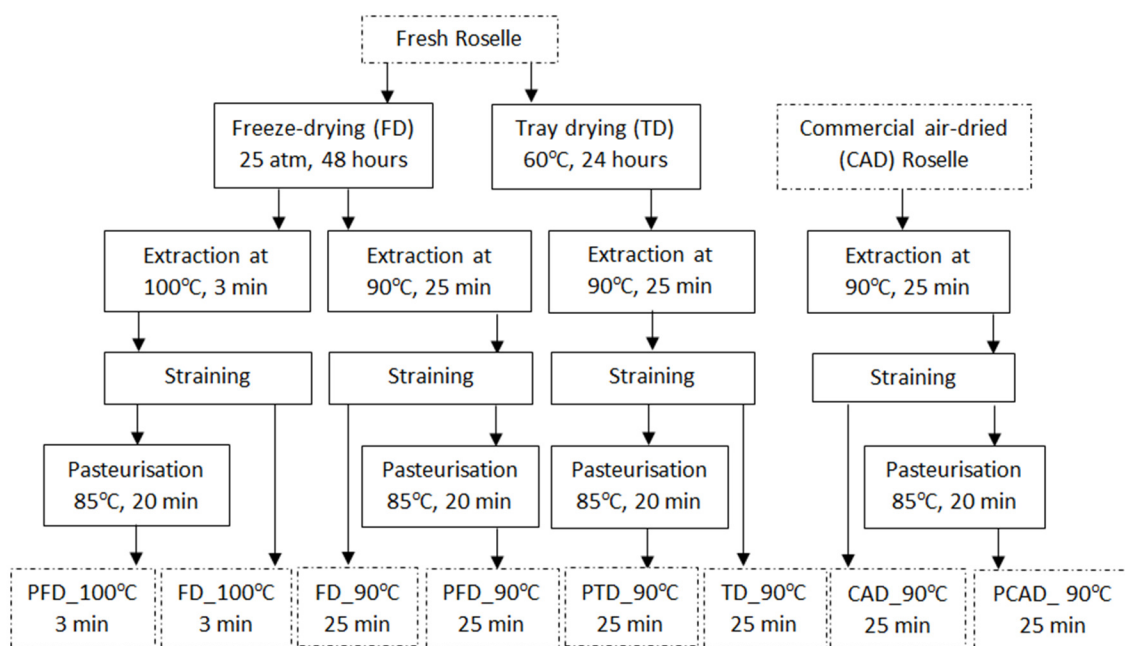 Fresh Roselle
Freeze-drying (FD)
25 atm, 48 hours
Tray drying (TD)
60°C, 24 hours
Commercial air-dried
(CAD) Roselle
Extraction at
100°C, 3 min
Extraction at
90°C, 25 min
Extraction at
90°C, 25 min
Extraction at
90°C, 25 min
Straining
Straining
Straining
Straining
Pasteurisation
85°C, 20 min
Pasteurisation
85°C, 20 min
Pasteurisation
85°C, 20 min
Pasteurisation
85°C, 20 min
PFD_100°C
3 min
FD_100°C
3 min
FD_90°C
25 min
PFD_90°C
25 min
PTD_90°C
25 min
TD_90°C
25 min
CAD_90°C
25 min
PCAD_ 90°C
25 min